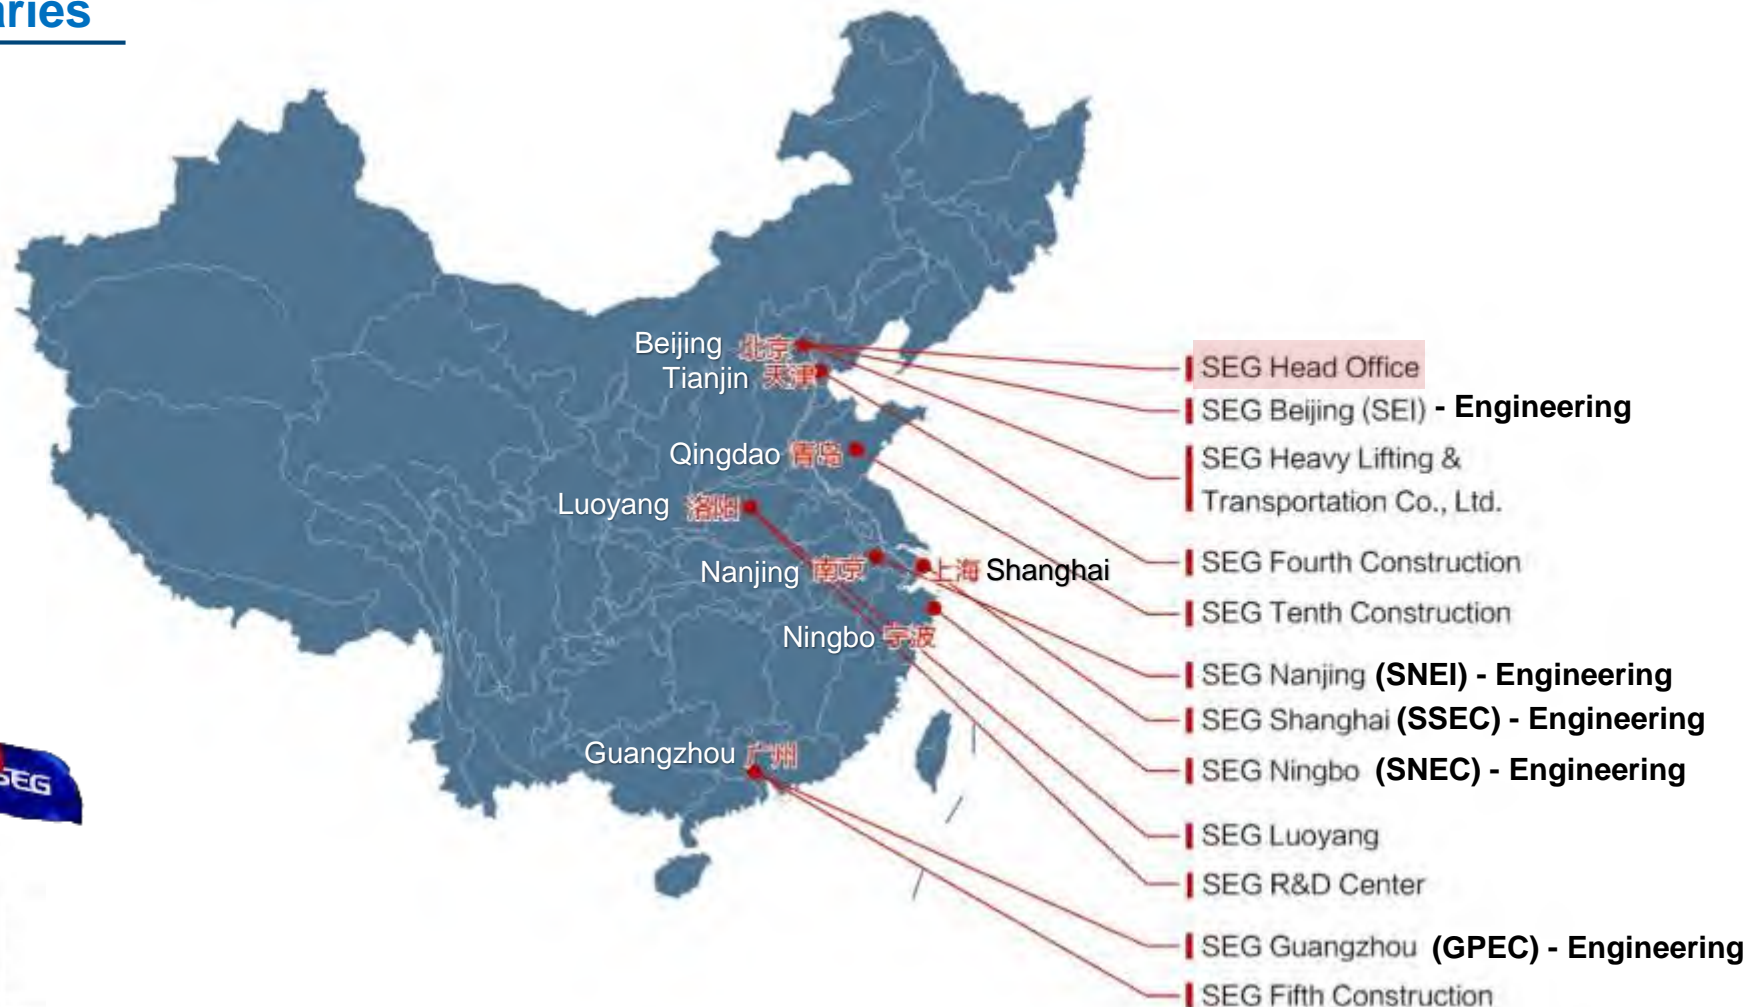 aries
Beijing 北京
Tianjin 天津
Qingdao 青岛
Luoyang 洛阳
Nanjing 南京
上海 Shanghai
Ningbo 宁波
Guangzhou 广州
SEG Head Office
SEG Beijing (SEI) - Engineering
SEG Heavy Lifting &
Transportation Co., Ltd.
SEG Fourth Construction
SEG Tenth Construction
SEG Nanjing (SNEI) - Engineering
SEG Shanghai (SSEC) - Engineering
SEG Ningbo (SNEC) - Engineering
SEG Luoyang
SEG R&D Center
SEG Guangzhou (GPEC) - Engineering
SEG Fifth Construction
SEG